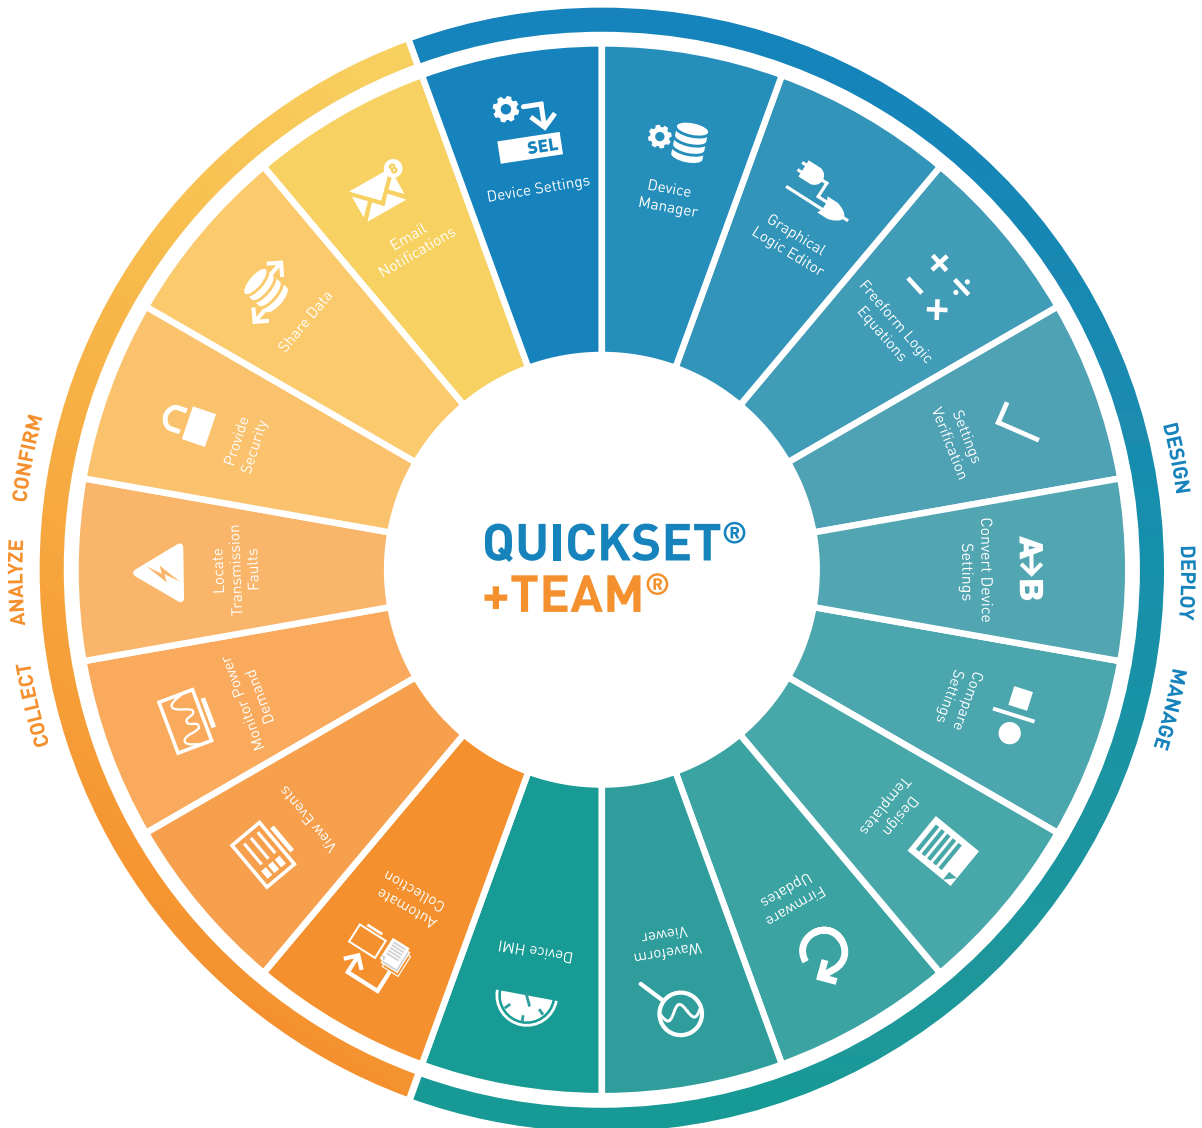 QUICKSET®
+TEAM®
SEL
Device Settings
Device
Manager
Graphical
Logic Editor
Freeform Logic
Equations
Settings
Verification
A→B
Convert Device
Settings
Compare
Settings
Design
Templates
Firmware
Updates
Waveform
Viewer
Device HMI
Automate
Collection
View Events
Monitor Power
Demand
Locate
Transmission
Faults
Provide
Security
Share Data
8
Email
Notifications
DESIGN
DEPLOY
MANAGE
COLLECT
ANALYZE
CONFIRM